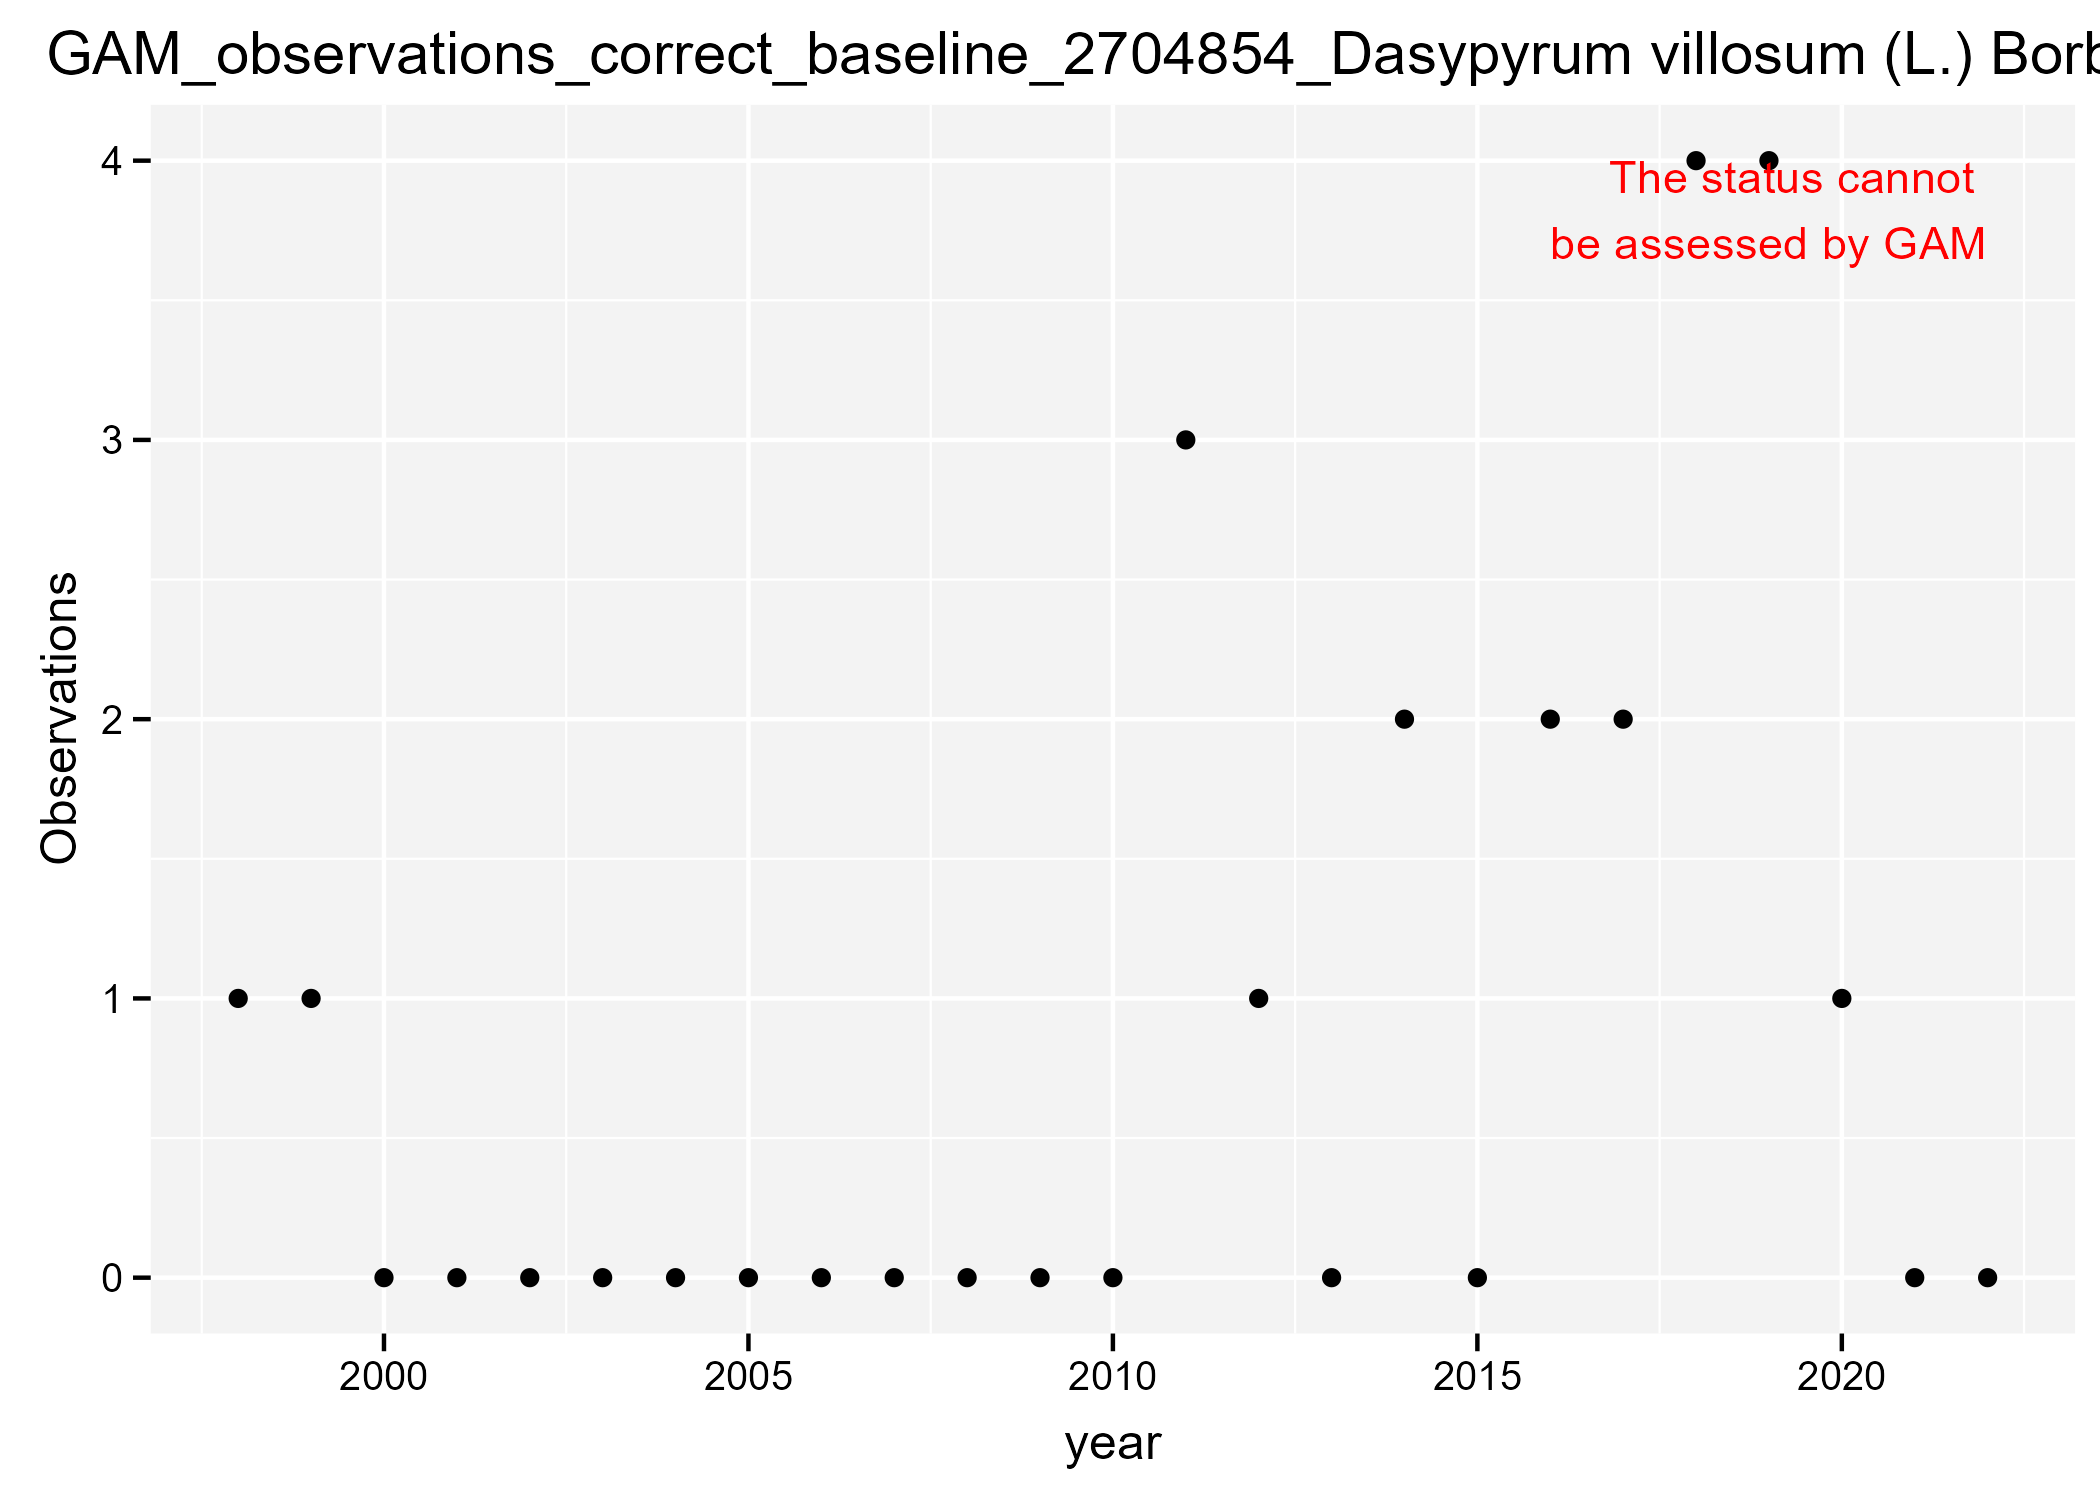 GAM_observations_correct_baseline_2704854_Dasypyrum villosum (L.) Borb
4
The status cannot
be assessed by GAM
3
Observations
2
1
0
2000 2005 2010 2015 2020
year